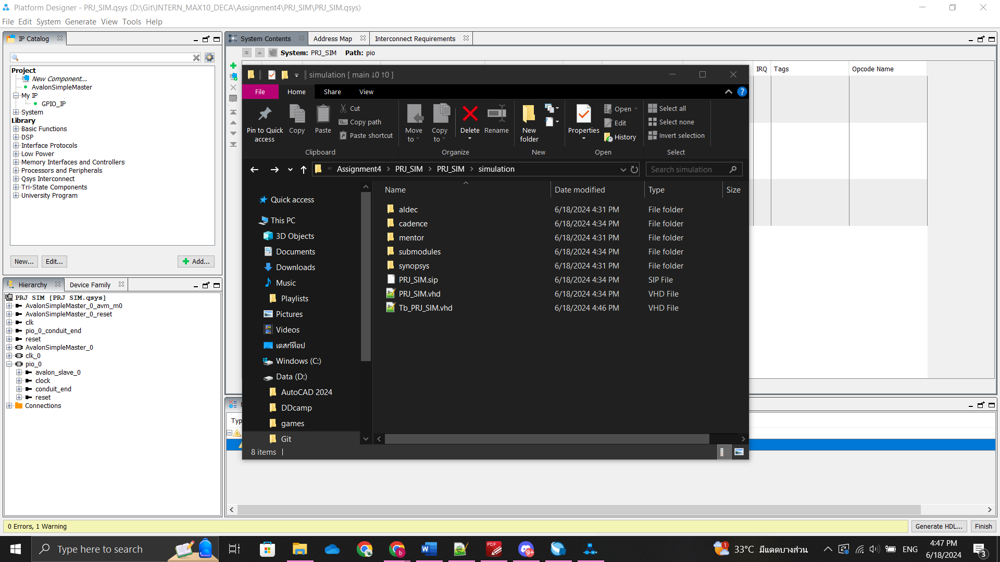 Platform Designer - PRJ_SIM.qsys (D:\Git\INTERN_MAX10_DECA\Assignment4\PRJ_SIM\PRJ_SIM.qsys)
File Edit System Generate View Tools Help
IP Catalog
Project
New Component...
AvalonSimpleMaster
My IP
GPIO_IP
System
Library
Basic Functions
DSP
Interface Protocols
Low Power
Memory Interfaces and Controllers
Processors and Peripherals
Qsys Interconnect
Tri-State Components
University Program
New... Edit... Add...
Hierarchy Device Family
PRJ_SIM [PRJ_SIM.qsys]
AvalonSimpleMaster_0_avm_m0
AvalonSimpleMaster_0_reset
clk
pio_0_conduit_end
reset
AvalonSimpleMaster_0
clk_0
pio_0
avalon_slave_0
clock
conduit_end
reset
Connections
System Contents Address Map Interconnect Requirements
System: PRJ_SIM Path: pio
IRQ Tags Opcode Name
simulation [ main ↓0 ↑0 ]
File Home Share View
Pin to Quick access
Copy
Paste
Cut
Copy path
Paste shortcut
Clipboard
Move to
Copy to
Delete
Rename
Organize
New folder
New
Properties
Open
Edit
History
Open
Select all
Select none
Invert selection
Select
« Assignment4 > PRJ_SIM > PRJ_SIM > simulation
Search simulation
Quick access
This PC
3D Objects
Documents
Downloads
Music
Playlists
Pictures
Videos
เดสก์ท็อป
Windows (C:)
Data (D:)
AutoCAD 2024
DDcamp
games
Git
Name Date modified Type Size
aldec 6/18/2024 4:31 PM File folder
cadence 6/18/2024 4:34 PM File folder
mentor 6/18/2024 4:31 PM File folder
submodules 6/18/2024 4:34 PM File folder
synopsys 6/18/2024 4:31 PM File folder
PRJ_SIM.sip 6/18/2024 4:34 PM SIP File
PRJ_SIM.vhd 6/18/2024 4:34 PM VHD File
Tb_PRJ_SIM.vhd 6/18/2024 4:46 PM VHD File
8 items
Typ
0 Errors, 1 Warning
Generate HDL... Finish
Type here to search
PDF
9+
1
33°C มีแดดบางส่วน
ENG
4:47 PM
6/18/2024
3